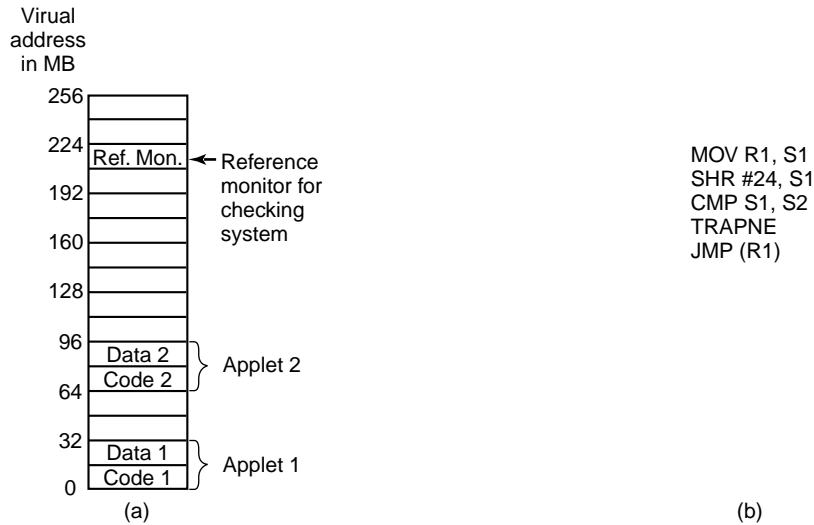 Virual
address
in MB
256
224
Ref. Mon.
Reference
monitor for
checking
system
192
160
128
96
Data 2
Code 2
Applet 2
64
32
Data 1
Code 1
Applet 1
0
(a)
MOV R1, S1
SHR #24, S1
CMP S1, S2
TRAPNE
JMP (R1)
(b)